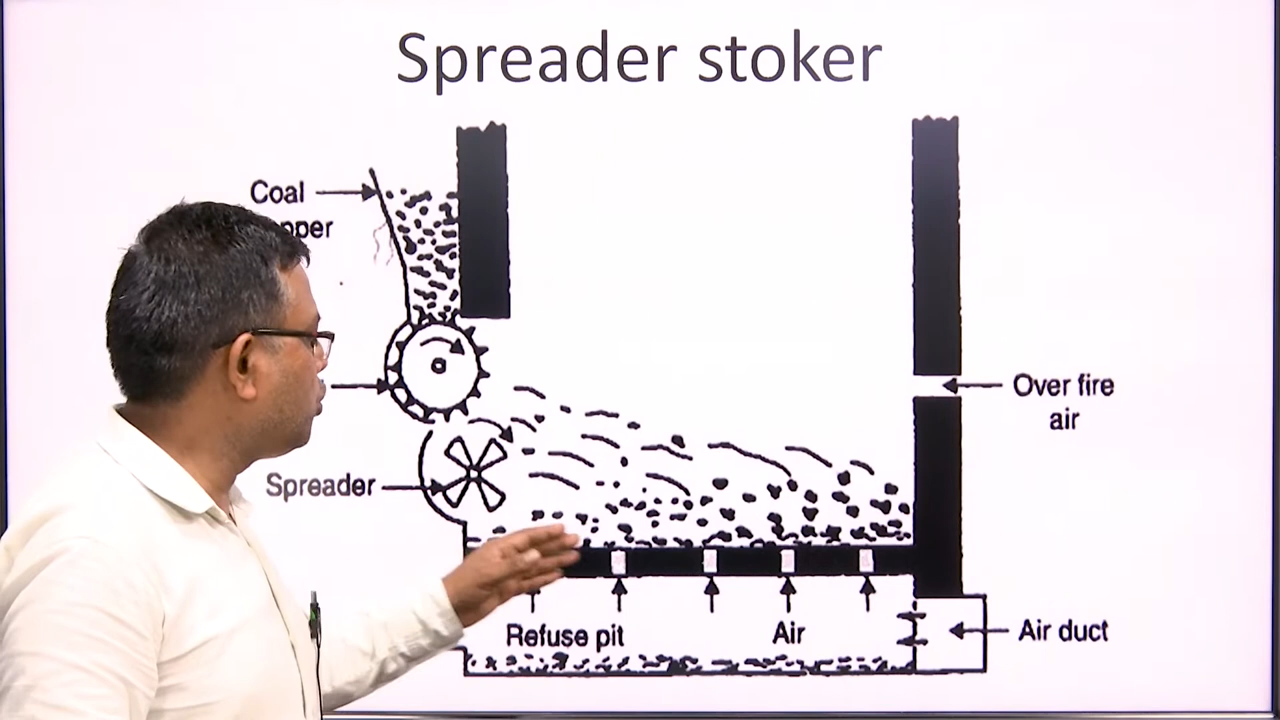 Spreader stoker
Coal
Over fire
air
Spreader
Refuse pit
Air
Air duct